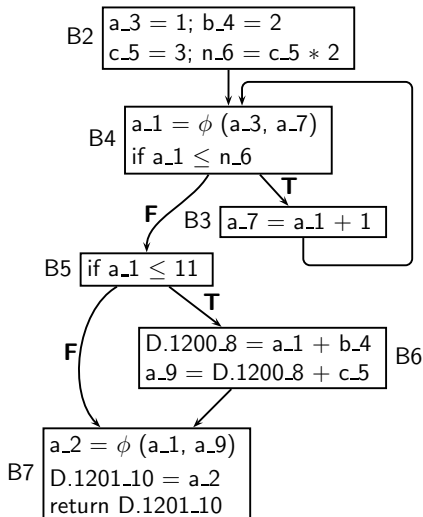 B2
a_3 = 1; b_4 = 2
c_5 = 3; n_6 = c_5 * 2
B4
a_1 = ϕ (a_3, a_7)
if a_1 ≤ n_6
F
T
B3
a_7 = a_1 + 1
B5
if a_1 ≤ 11
F
T
D.1200_8 = a_1 + b_4
a_9 = D.1200_8 + c_5
B6
B7
a_2 = ϕ (a_1, a_9)
D.1201_10 = a_2
return D.1201_10